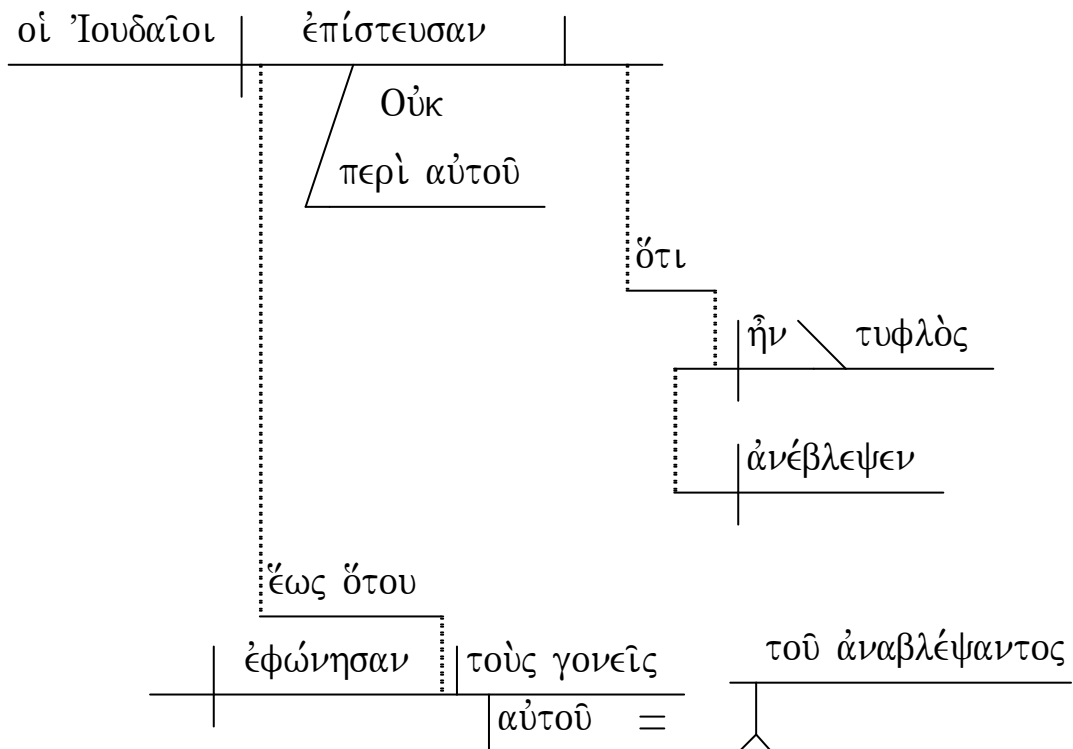 οἱ Ἰουδαῖοι ἐπίστευσαν
Οὐκ
περὶ αὐτοῦ
ὅτι
ἦν τυφλὸς
ἀνέβλεψεν
ἕως ὅτου
ἐφώνησαν τοὺς γονεῖς τοῦ ἀναβλέψαντος
αὐτοῦ =